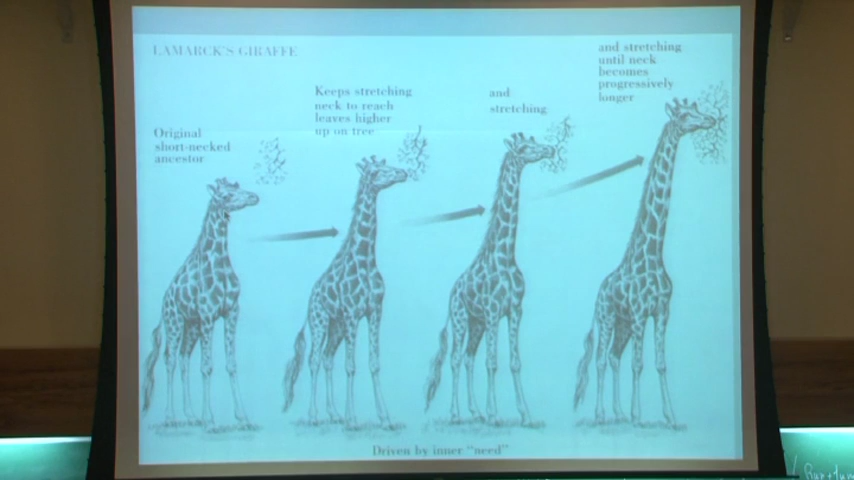 LAMARCK'S GIRAFFE
Original
short-necked
ancestor
Keeps stretching
neck to reach
leaves higher
up on tree
and
stretching
and stretching
until neck
becomes
progressively
longer
Driven by inner "need"